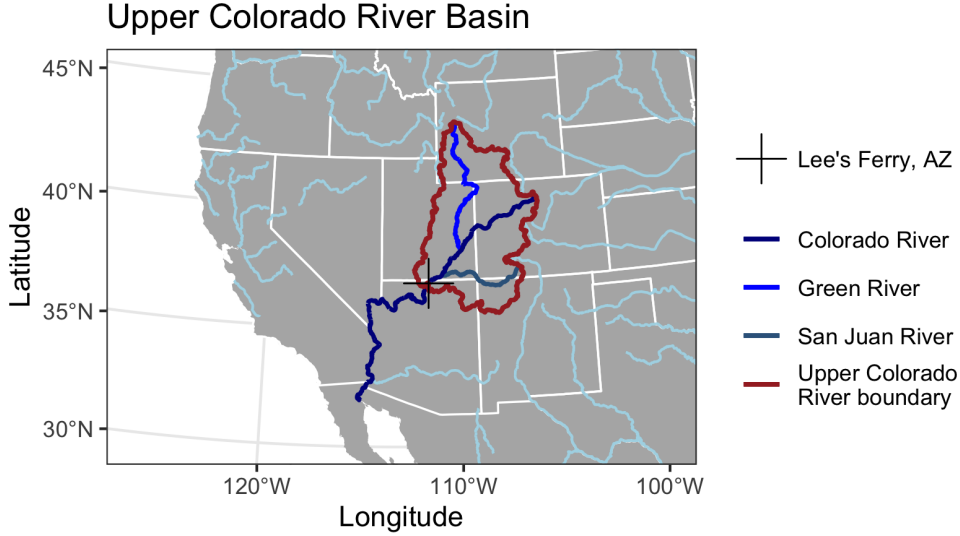 Upper Colorado River Basin
45°N
40°N
35°N
30°N
Latitude
120°W
110°W
100°W
Longitude
Lee's Ferry, AZ
Colorado River
Green River
San Juan River
Upper Colorado
River boundary